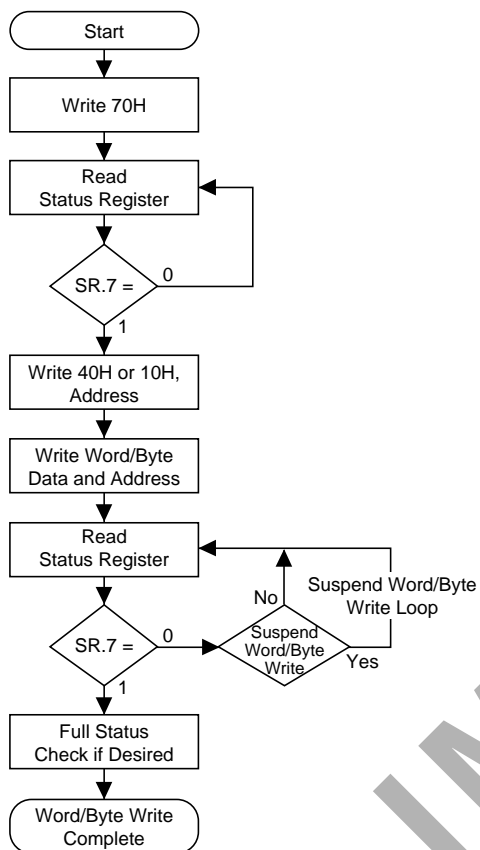 Start
Write 70H
Read
Status Register
SR.7 =
0
1
Write 40H or 10H,
Address
Write Word/Byte
Data and Address
Read
Status Register
SR.7 =
0
1
No
Suspend Word/Byte
Write Loop
Suspend
Word/Byte
Write
Yes
Full Status
Check if Desired
Word/Byte Write
Complete